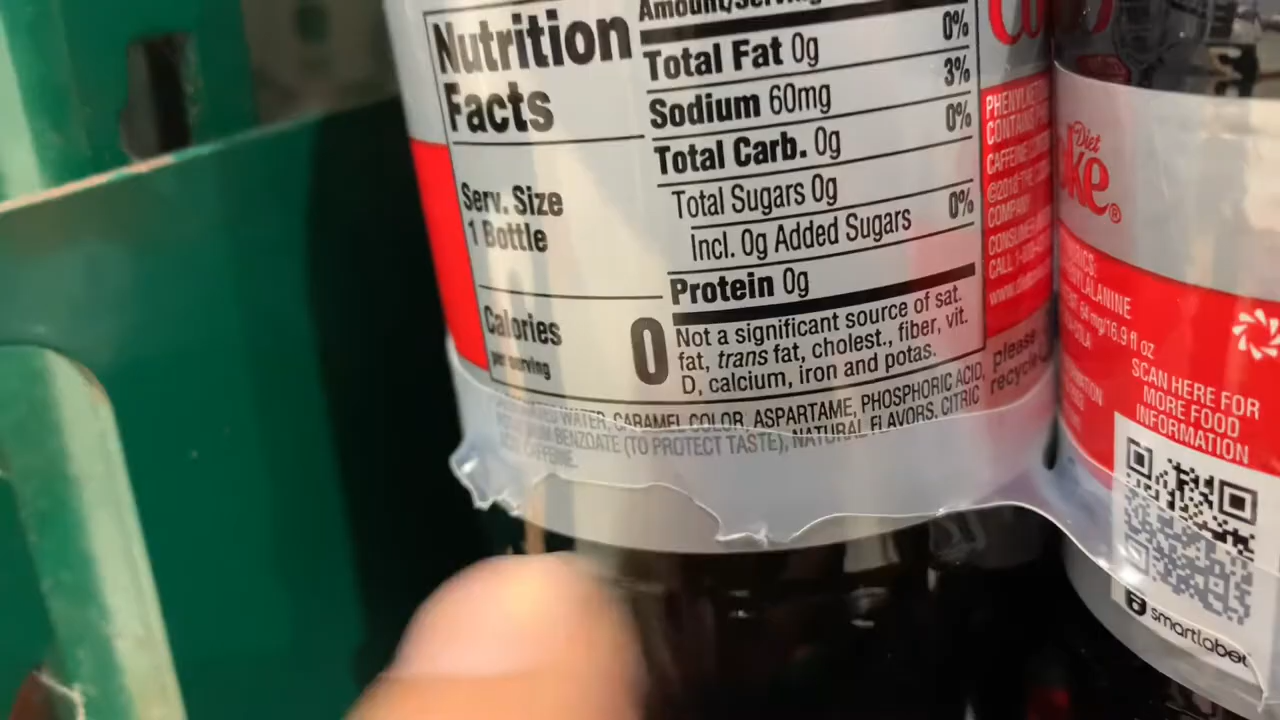 Nutrition
Facts
Serv. Size
1 Bottle
Calories
per serving
0
Amount/Serving
0%
Total Fat 0g
3%
Sodium 60mg
0%
Total Carb. 0g
Total Sugars 0g
Incl. 0g Added Sugars 0%
Protein 0g
Not a significant source of sat.
fat, trans fat, cholest., fiber, vit.
D, calcium, iron and potas.
WATER, CARAMEL COLOR, ASPARTAME, PHOSPHORIC ACID,
BENZOATE (TO PROTECT TASTE), NATURAL FLAVORS, CITRIC
CAFFEINE
CONTAINS
CAFFEINE
©2018 THE
COMPANY
CONSUMER
CALL 1-800
please
recycle
Diet
ke®
64 mg/16.9 fl oz
SCAN HERE FOR
MORE FOOD
INFORMATION
smartlabel